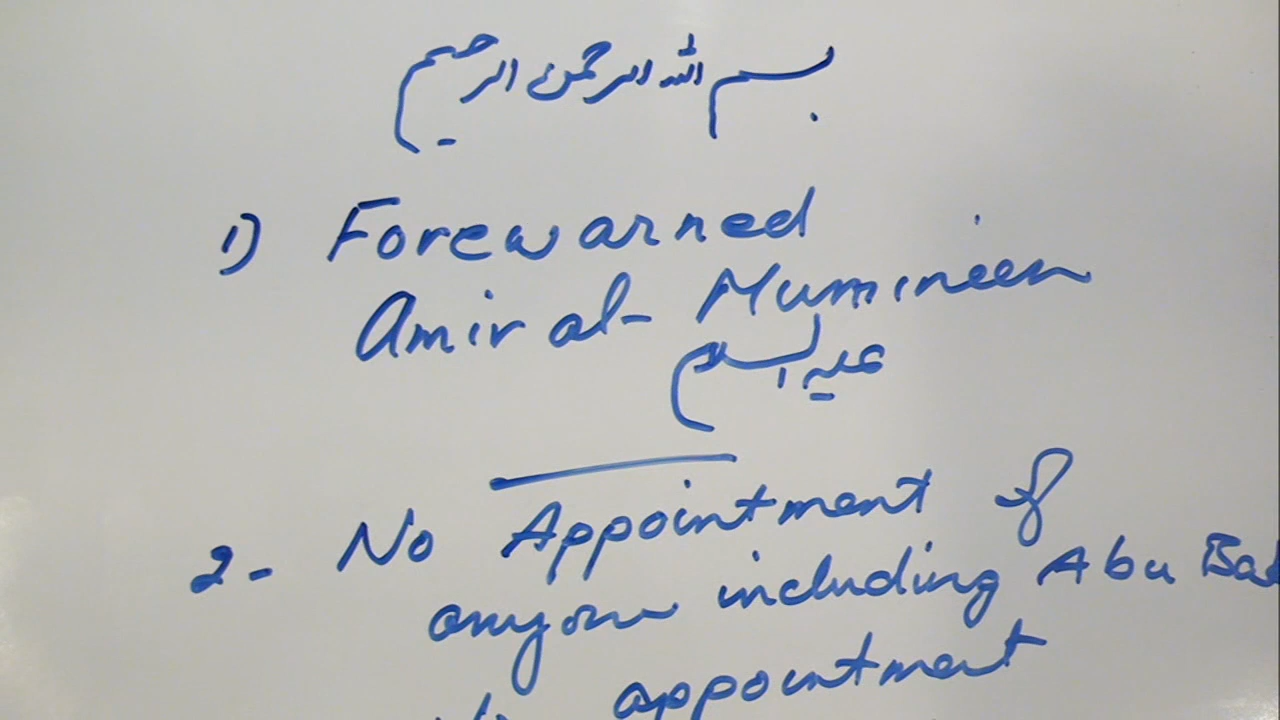 بسم الله الرحمن الرحيم
1) Forewarned
Amir al-Mumineen
عليه السلام
2- No Appointment of
anyone including Abu Bak
appointment